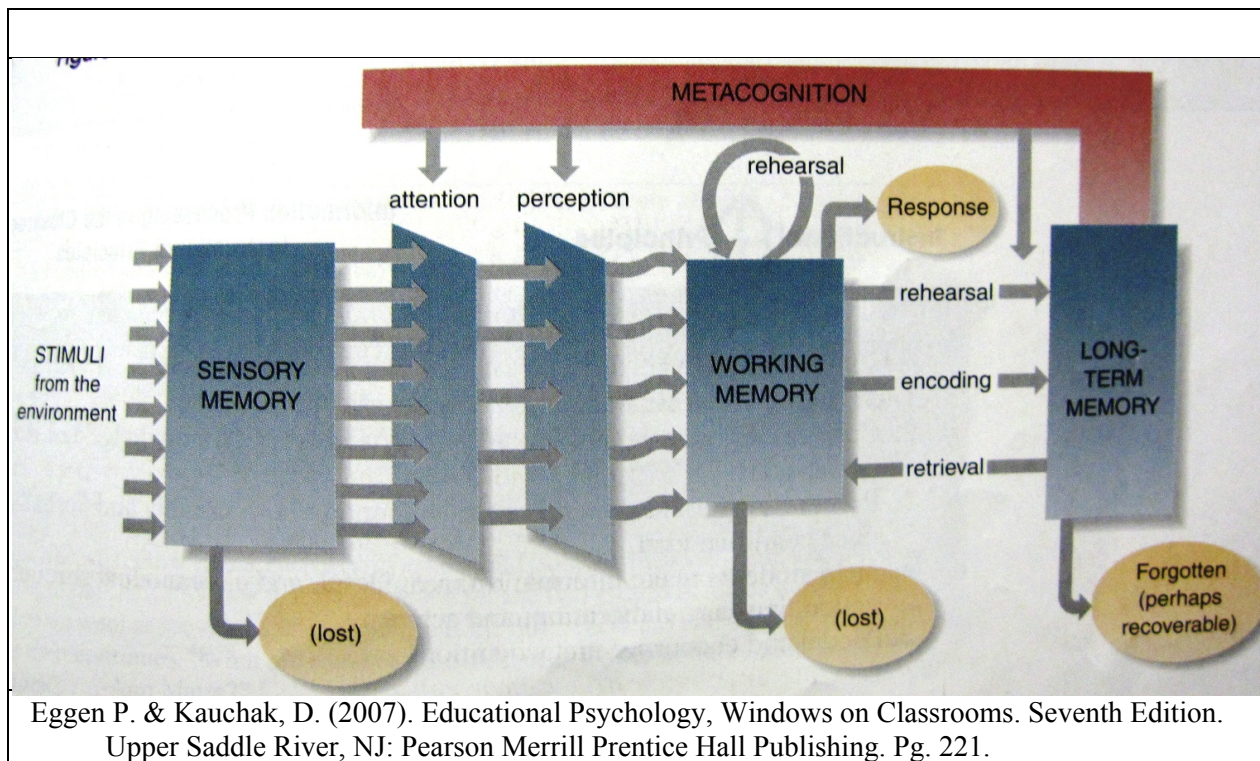 METACOGNITION
rehearsal
attention
perception
Response
STIMULI
from the
environment
SENSORY
MEMORY
WORKING
MEMORY
rehearsal
encoding
retrieval
LONG-
TERM
MEMORY
(lost)
(lost)
Forgotten
(perhaps
recoverable)
Eggen P. & Kauchak, D. (2007). Educational Psychology, Windows on Classrooms. Seventh Edition.
Upper Saddle River, NJ: Pearson Merrill Prentice Hall Publishing. Pg. 221.